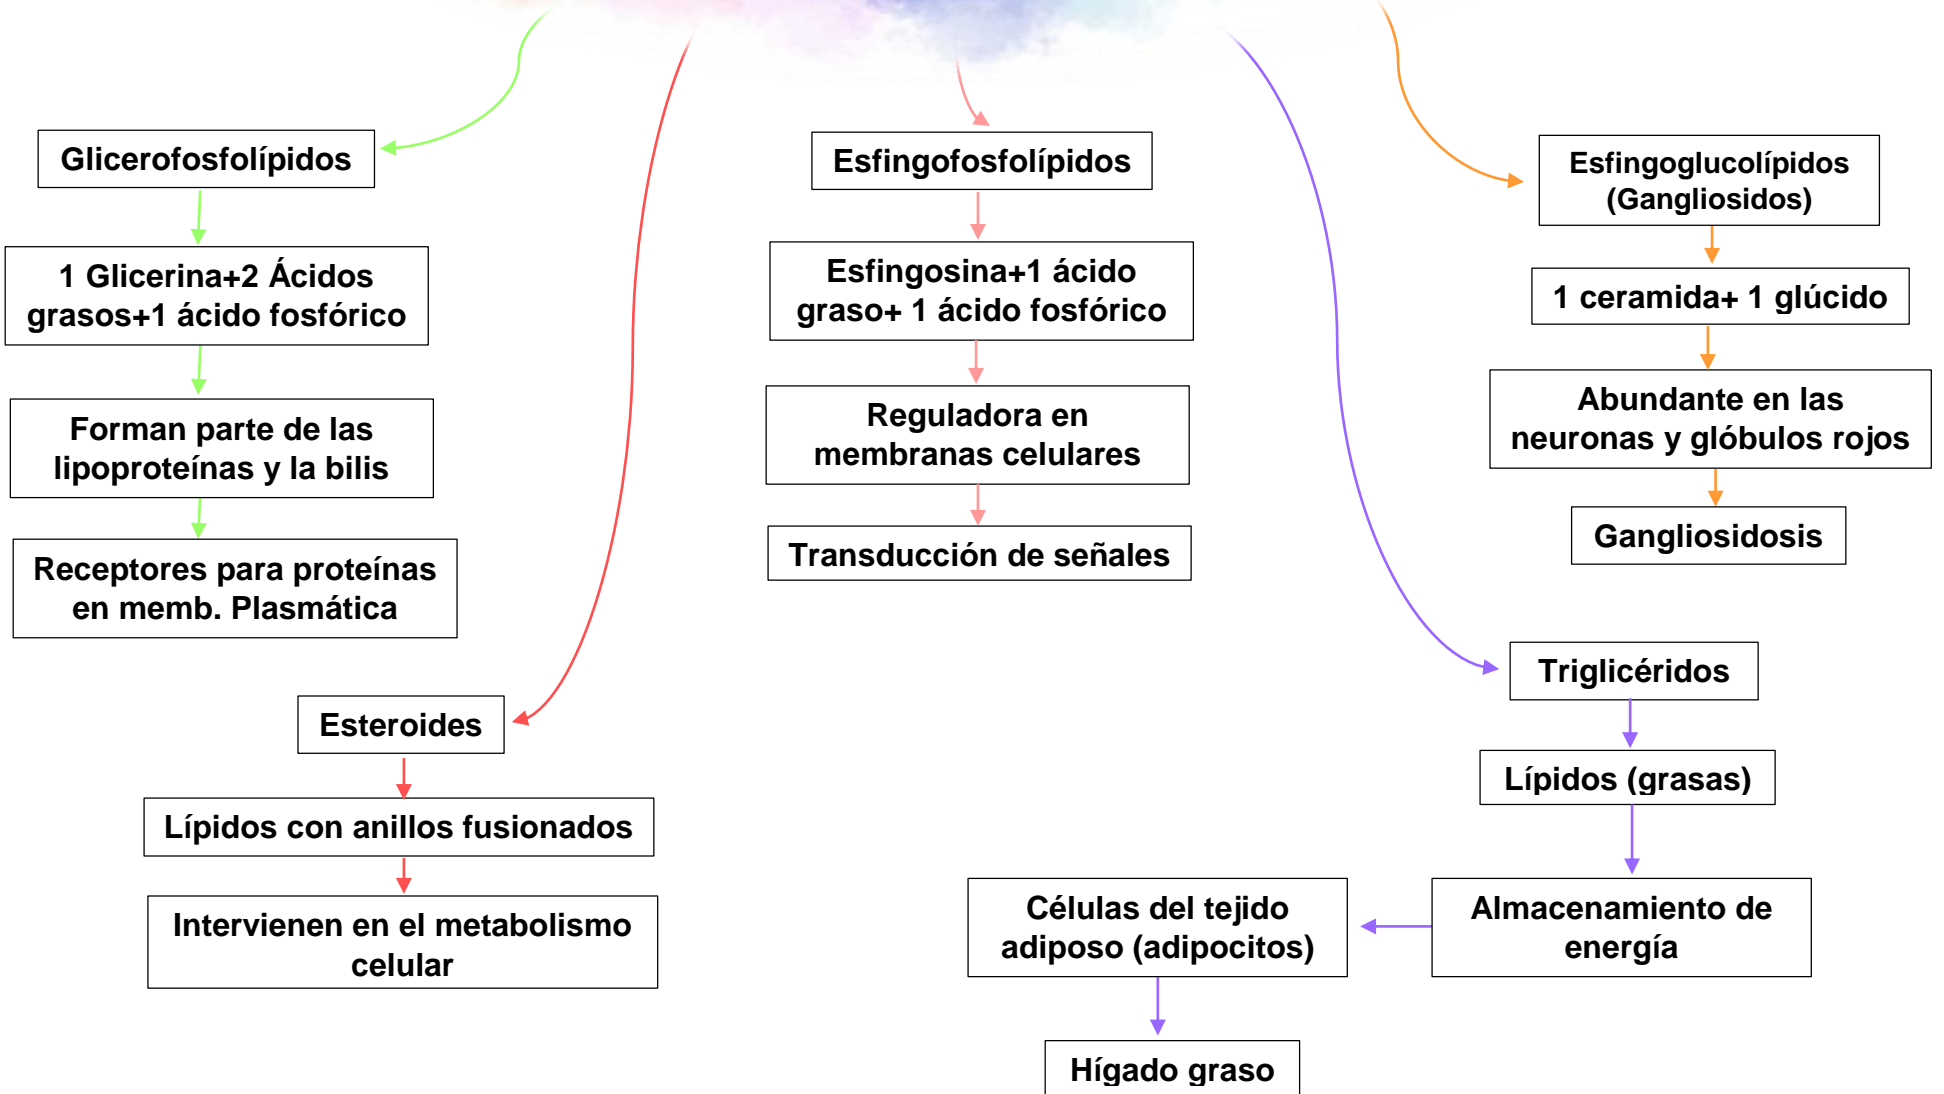 Glicerofosfolípidos
1 Glicerina+2 Ácidos
grasos+1 ácido fosfórico
Forman parte de las
lipoproteínas y la bilis
Receptores para proteínas
en memb. Plasmática
Esteroides
Lípidos con anillos fusionados
Intervienen en el metabolismo
celular
Esfingofosfolípidos
Esfingosina+1 ácido
graso+ 1 ácido fosfórico
Reguladora en
membranas celulares
Transducción de señales
Esfingoglucolípidos
(Gangliosidos)
1 ceramida+ 1 glúcido
Abundante en las
neuronas y glóbulos rojos
Gangliosidosis
Triglicéridos
Lípidos (grasas)
Almacenamiento de
energía
Células del tejido
adiposo (adipocitos)
Hígado graso